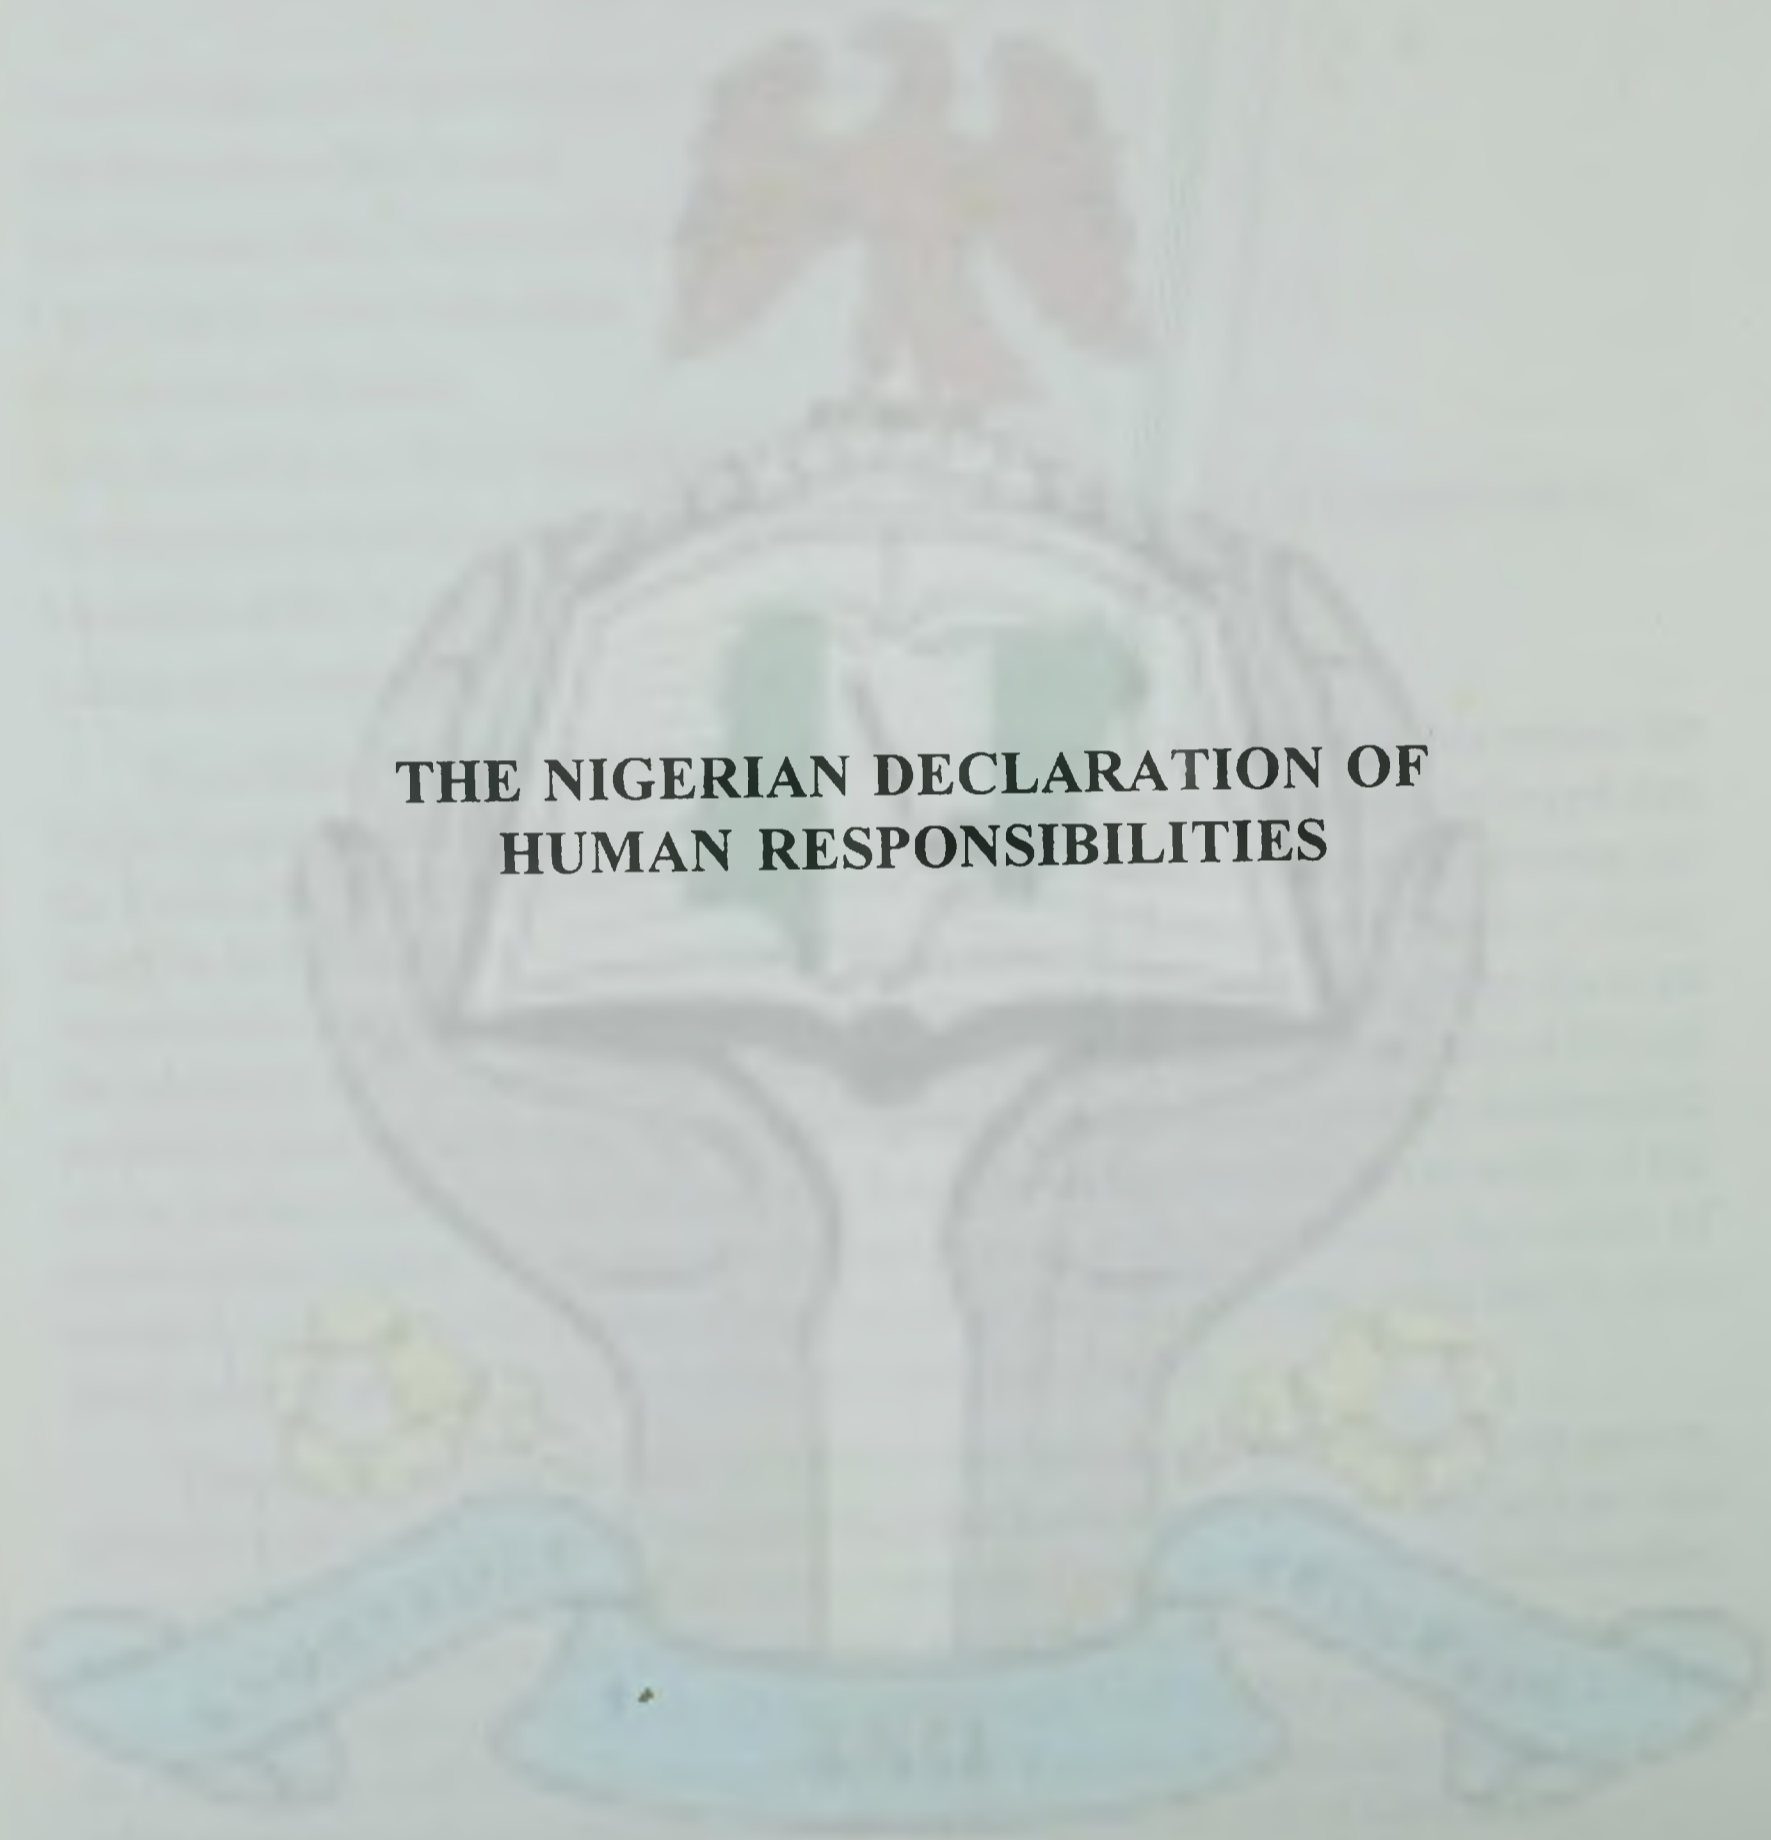 THE NIGERIAN DECLARATION OF
HUMAN RESPONSIBILITIES